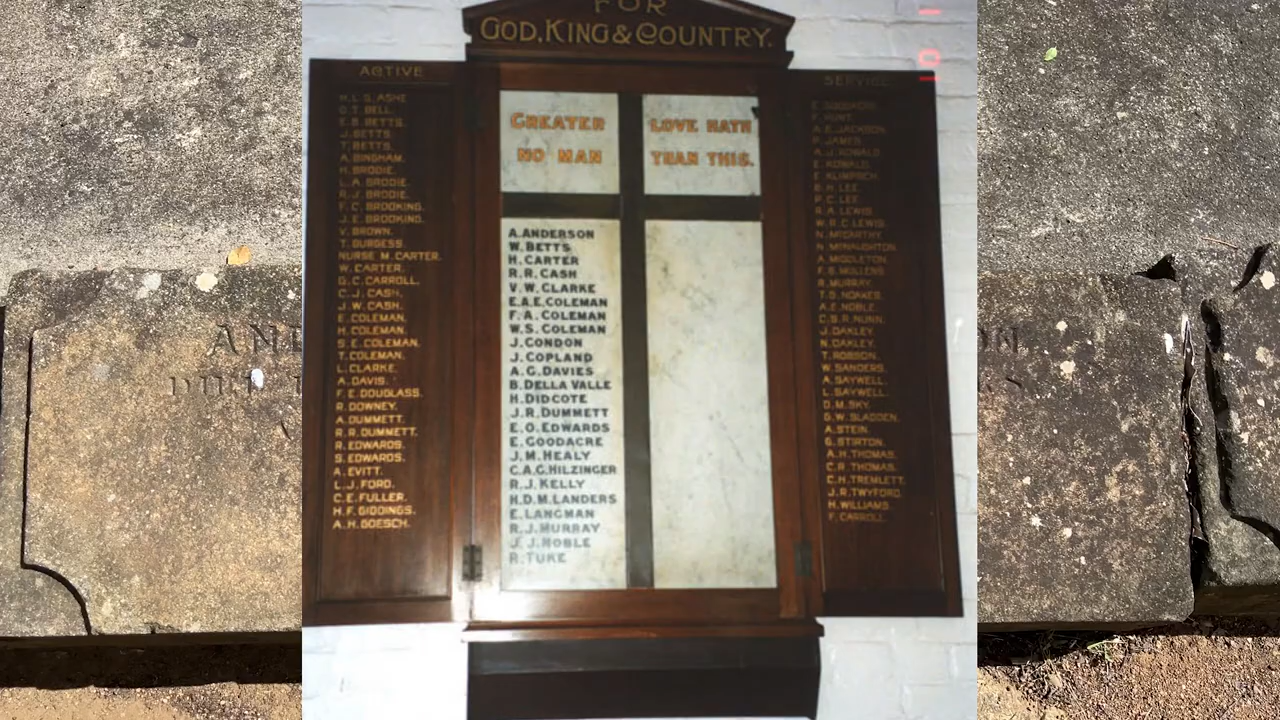 FOR
GOD, KING & COUNTRY.
ACTIVE
H.L.S. ASHE
O.T. BELL.
E.B. BETTS.
J. BETTS.
T. BETTS.
A. BINGHAM.
H. BRODIE.
L.A. BRODIE.
R.J. BRODIE.
F.C. BROOKING.
J.E. BROOKING.
V. BROWN.
T. BURGESS.
NURSE M. CARTER.
W. CARTER.
G.C. CARROLL.
C.J. CASH.
J.W. CASH.
E. COLEMAN.
H. COLEMAN.
S.E. COLEMAN.
T. COLEMAN.
L. CLARKE.
A. DAVIS.
F.E. DOUGLASS.
R. DOWNEY.
A. DUMMETT.
R.R. DUMMETT.
R. EDWARDS.
S. EDWARDS.
A. EVITT.
L.J. FORD.
C.E. FULLER.
H.F. GIDDINGS.
A.H. GOESCH.
GREATER LOVE HATH
NO MAN THAN THIS.
A. ANDERSON
W. BETTS
H. CARTER
R.R. CASH
V.W. CLARKE
E.A.E. COLEMAN
F.A. COLEMAN
W.S. COLEMAN
J. CONDON
J. COPLAND
A.G. DAVIES
B. DELLA VALLE
H. DIDCOTE
J.R. DUMMETT
E.O. EDWARDS
E. GOODACRE
J.M. HEALY
C.A.G. HILZINGER
R.J. KELLY
H.D.M. LANDERS
E. LANGMAN
R.J. MURRAY
J.J. NOBLE
R. TUKE
SERVICE
E. GOODACRE.
F. HUNT.
A.E. JACKSON.
P. JAMES.
A.J. KOWALD.
E. KOWALD.
E. KLIMPSCH.
B.H. LEE.
P.C. LEE.
R.A. LEWIS.
W.R.C. LEWIS.
N. McCARTHY.
N. McNAUGHTON.
A. MIDDLETON.
F.B. MULLENS.
R. MURRAY.
T.S. NOAKES.
A.E. NOBLE.
C.S.R. NUNN.
J. OAKLEY.
N. OAKLEY.
T. ROBSON.
W. SANDERS.
A. SAYWELL.
L. SAYWELL.
D.M. SKY.
G.W. SLADDEN.
A. STEIN.
G. STIRTON.
A.H. THOMAS.
C.R. THOMAS.
C.H. TREMLETT.
J.R. TWYFORD.
H. WILLIAMS.
F. CARROLL.